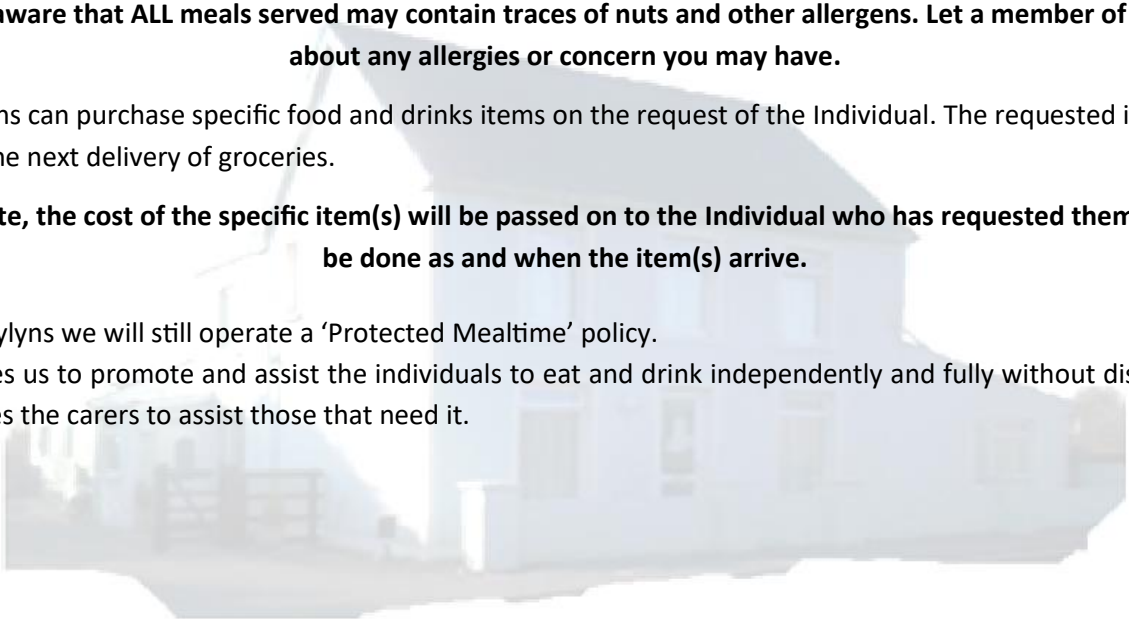 aware that ALL meals served may contain traces of nuts and other allergens. Let a member of
about any allergies or concern you may have.
ns can purchase specific food and drinks items on the request of the Individual. The requested i
he next delivery of groceries.
te, the cost of the specific item(s) will be passed on to the Individual who has requested them
be done as and when the item(s) arrive.
ylyns we will still operate a ‘Protected Mealtime’ policy.
es us to promote and assist the individuals to eat and drink independently and fully without dis
es the carers to assist those that need it.